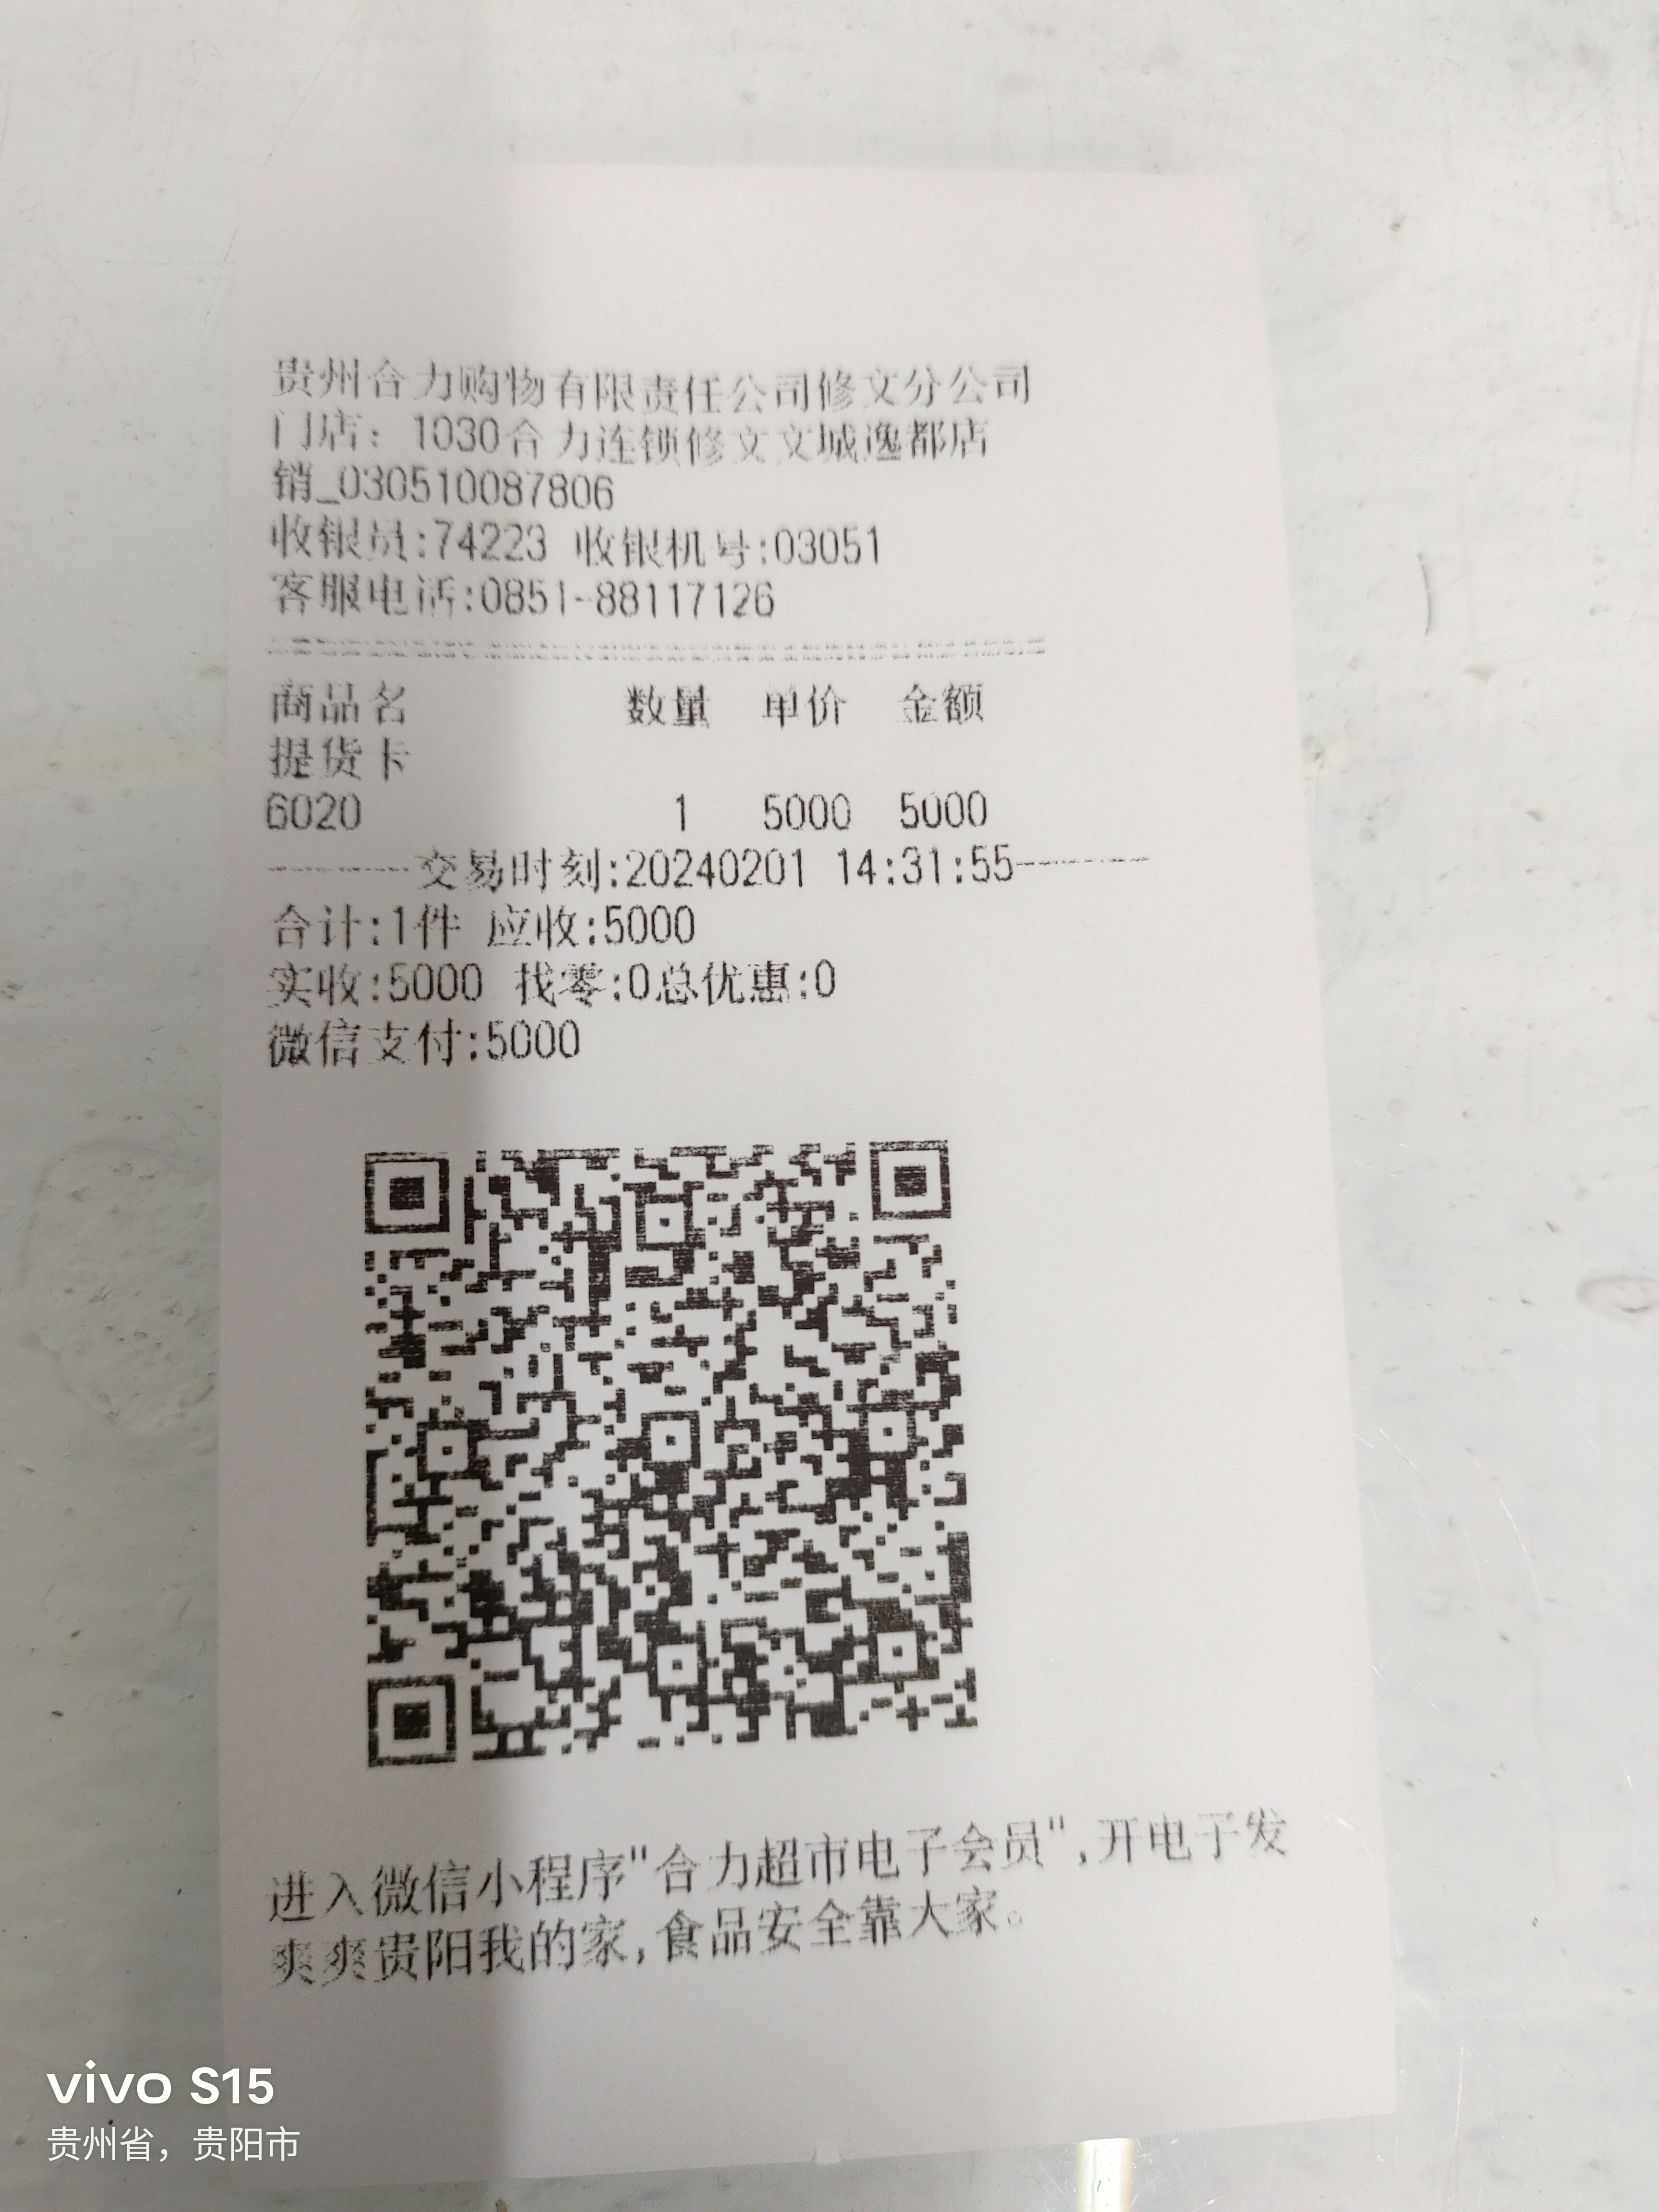 贵州合力购物有限责任公司修文分公司
门店：1030合力连锁修文文城逸都店
销_030510087806
收银员:74223 收银机号:03051
客服电话:0851-88117126
商品名 数量 单价 金额
提货卡
6020 1 5000 5000
--------交易时刻:20240201 14:31:55--------
合计:1件 应收:5000
实收:5000 找零:0总优惠:0
微信支付:5000
进入微信小程序"合力超市电子会员",开电子发
爽爽贵阳我的家,食品安全靠大家。
vivo S15
贵州省，贵阳市